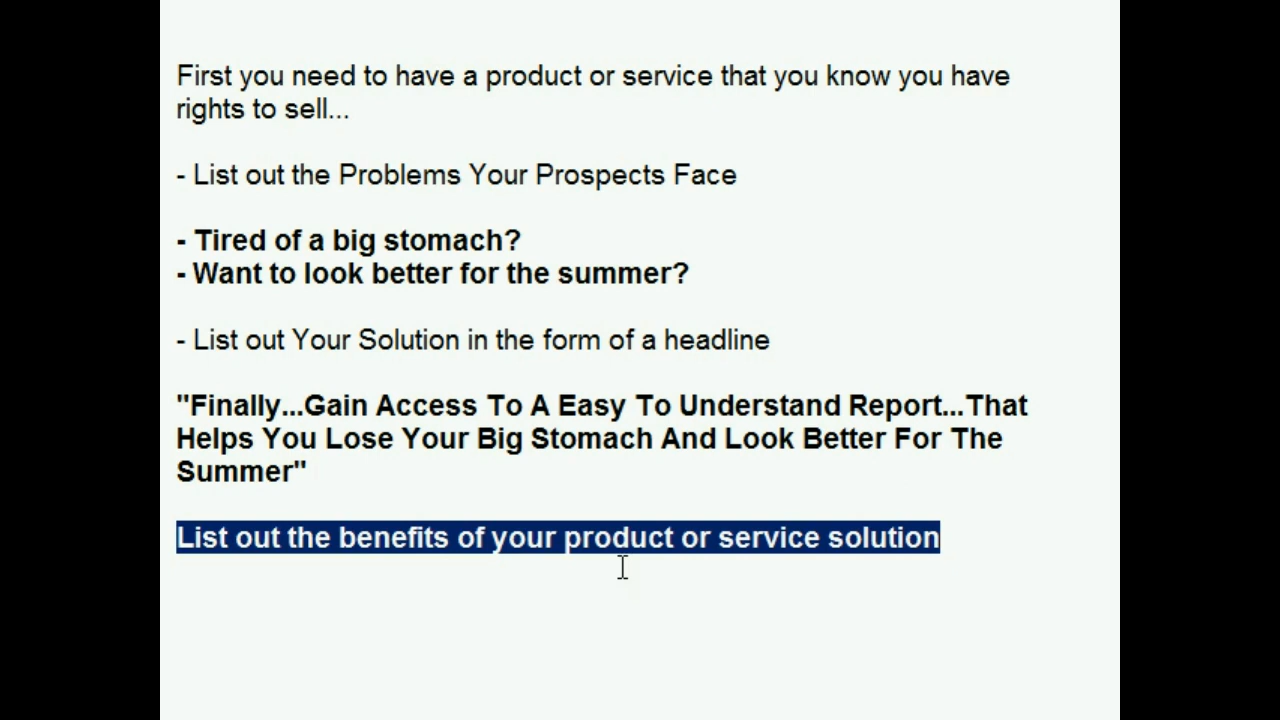 First you need to have a product or service that you know you have
rights to sell...
- List out the Problems Your Prospects Face
- Tired of a big stomach?
- Want to look better for the summer?
- List out Your Solution in the form of a headline
"Finally...Gain Access To A Easy To Understand Report...That
Helps You Lose Your Big Stomach And Look Better For The
Summer"
List out the benefits of your product or service solution